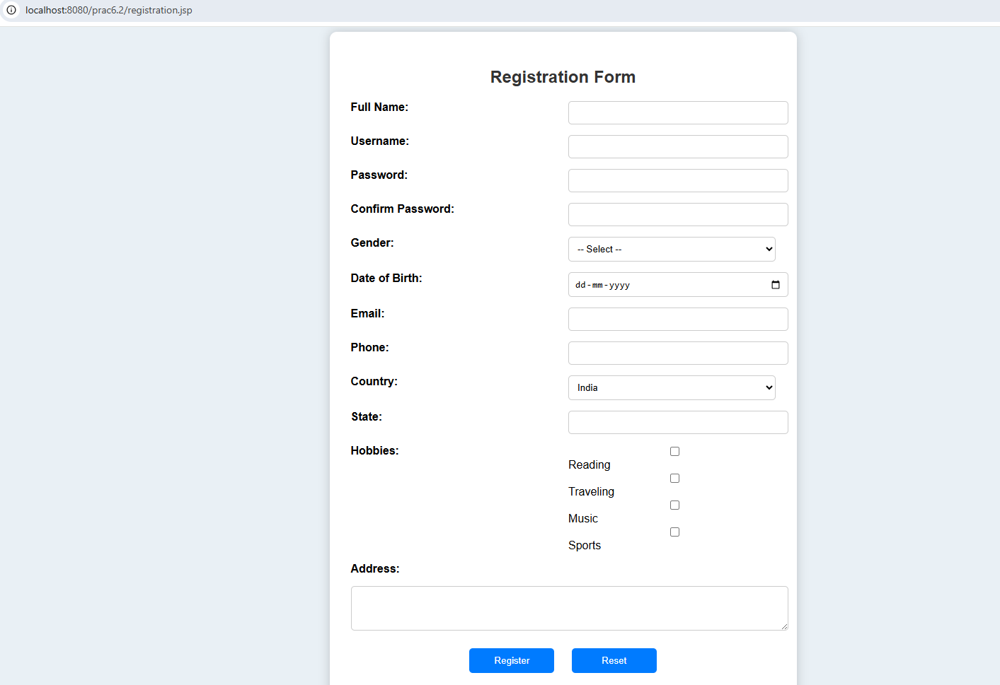 localhost:8080/prac6.2/registration.jsp
Registration Form
Full Name:
Username:
Password:
Confirm Password:
Gender:
-- Select --
Date of Birth:
dd-mm-yyyy
Email:
Phone:
Country:
India
State:
Hobbies:
Reading
Traveling
Music
Sports
Address:
Register Reset